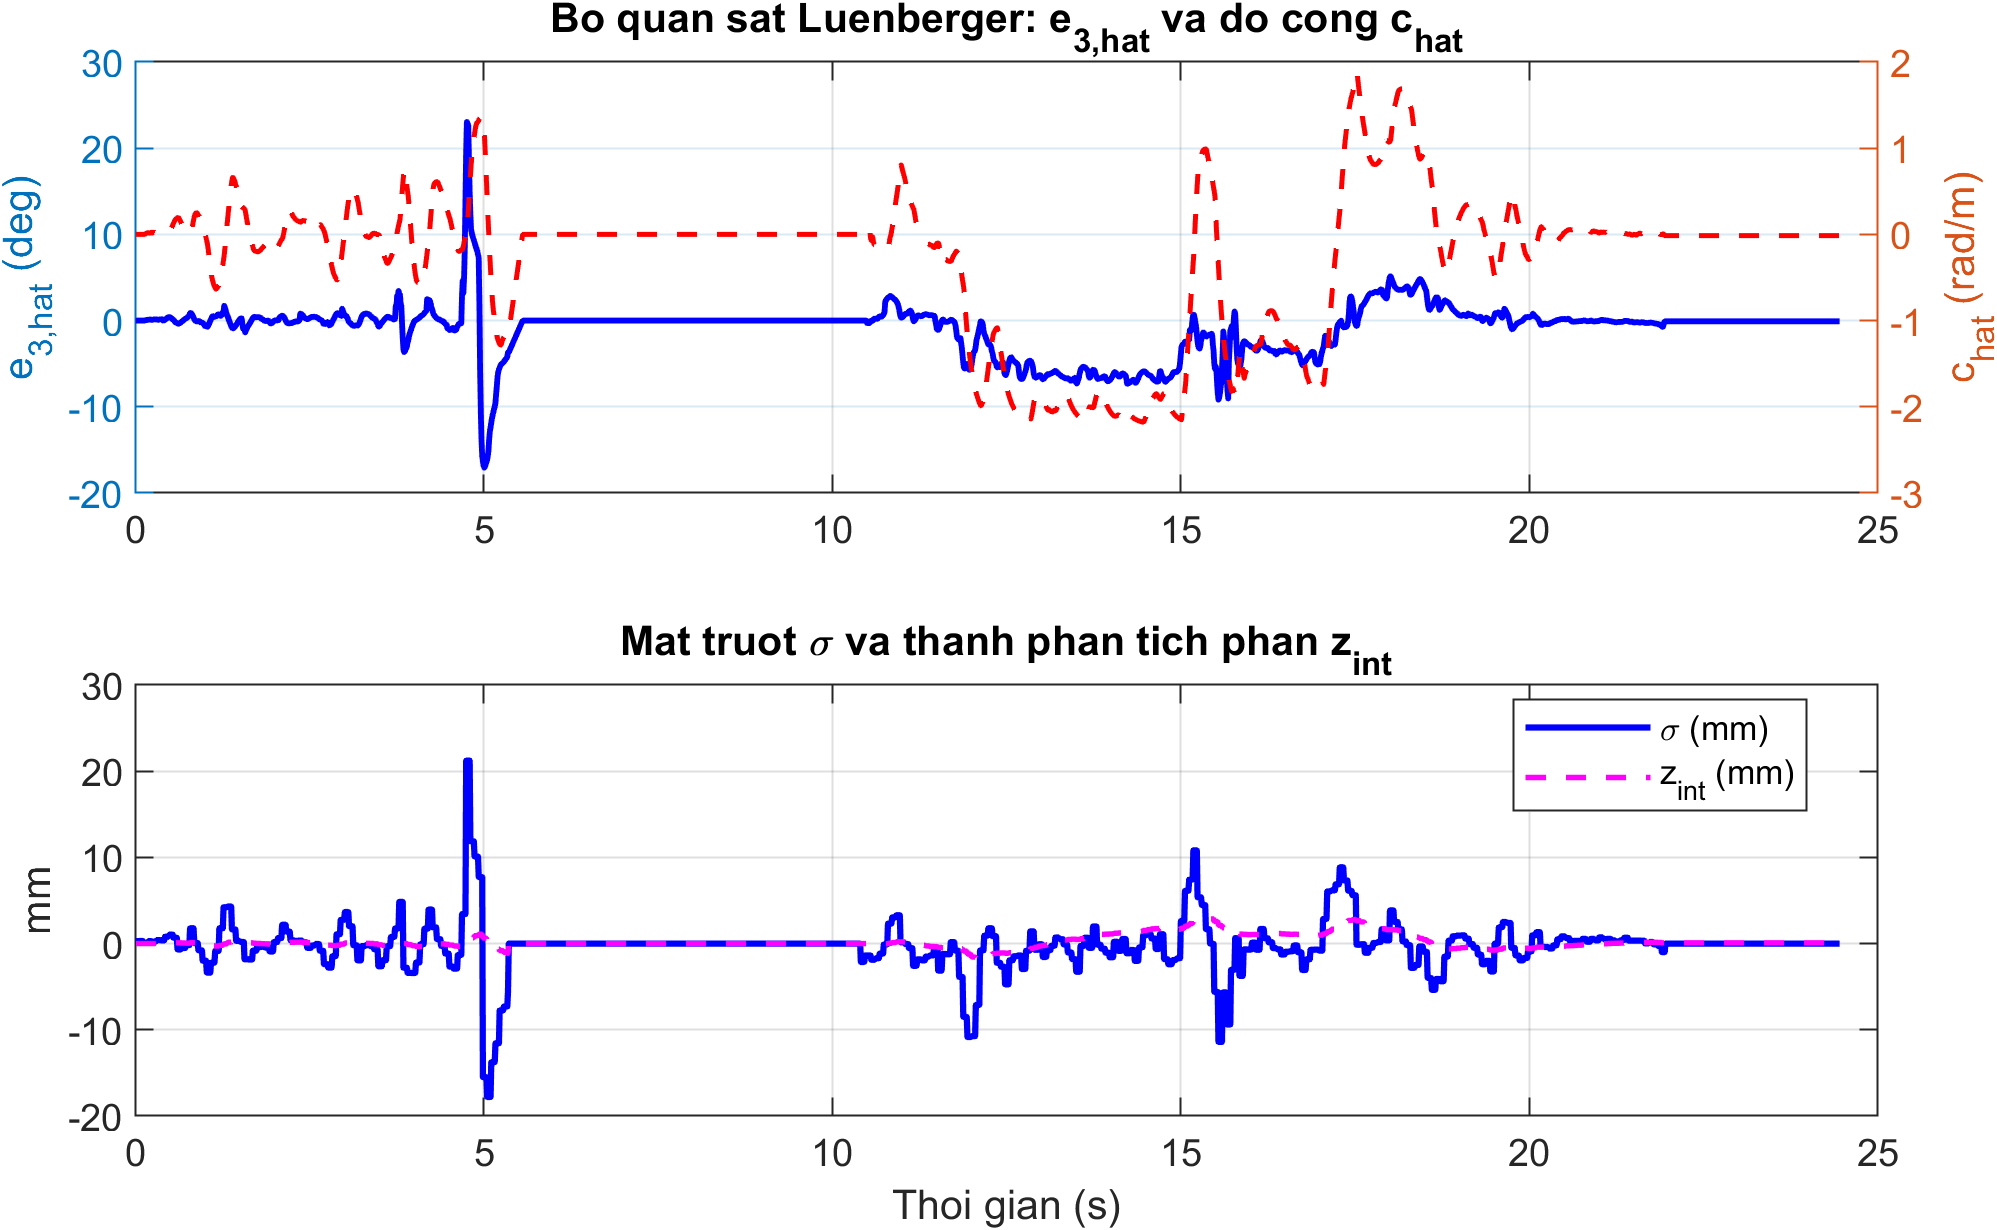 Bo quan sat Luenberger: e3,hat va do cong chat
30
20
10
0
-10
-20
e3,hat (deg)
2
1
0
-1
-2
-3
chat (rad/m)
0 5 10 15 20 25
Mat truot σ va thanh phan tich phan zint
30
20
10
0
-10
-20
mm
σ (mm)
zint (mm)
0 5 10 15 20 25
Thoi gian (s)